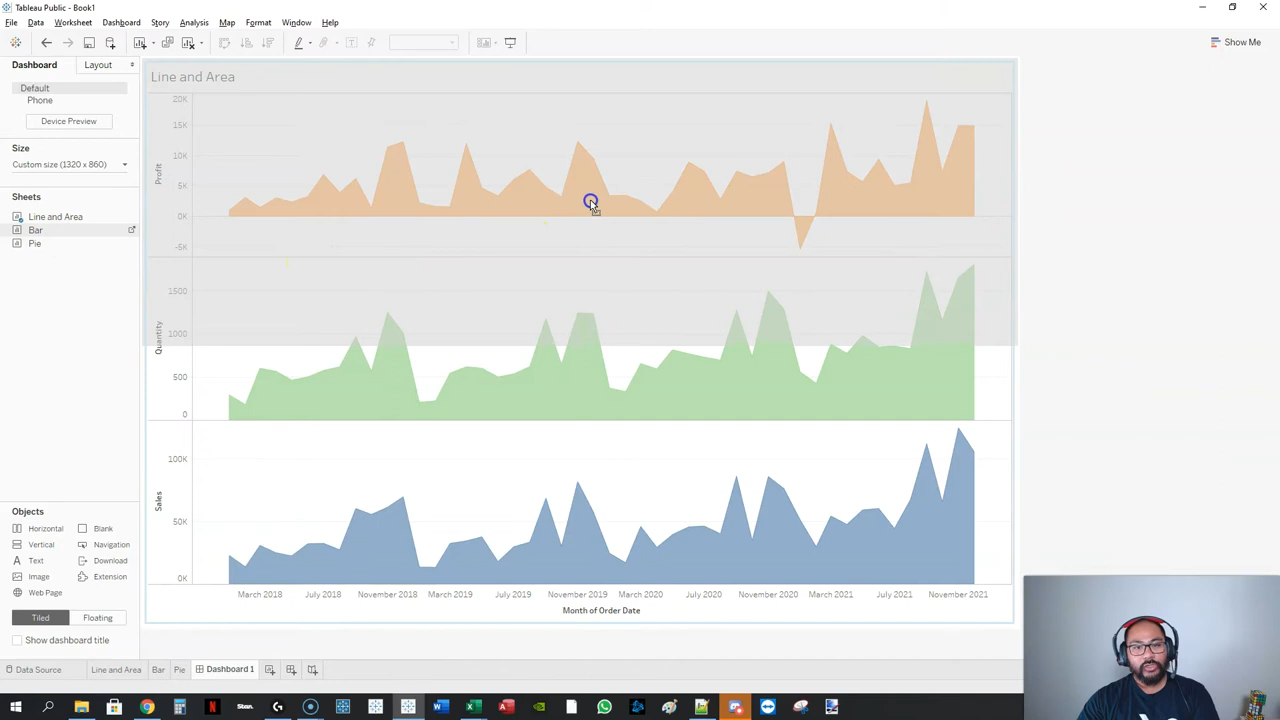 Tableau Public - Book1
File Data Worksheet Dashboard Story Analysis Map Format Window Help
Show Me
Dashboard Layout
Default
Phone
Device Preview
Size
Custom size (1320 x 860)
Sheets
Line and Area
Bar
Pie
Objects
Horizontal Blank
Vertical Navigation
Text Download
Image Extension
Web Page
Tiled Floating
Show dashboard title
Line and Area
20K
15K
10K
5K
0K
-5K
Profit
1500
1000
500
0
Quantity
100K
50K
0K
Sales
March 2018 July 2018 November 2018 March 2019 July 2019 November 2019 March 2020 July 2020 November 2020 March 2021 July 2021 November 2021
Month of Order Date
Data Source Line and Area Bar Pie Dashboard 1